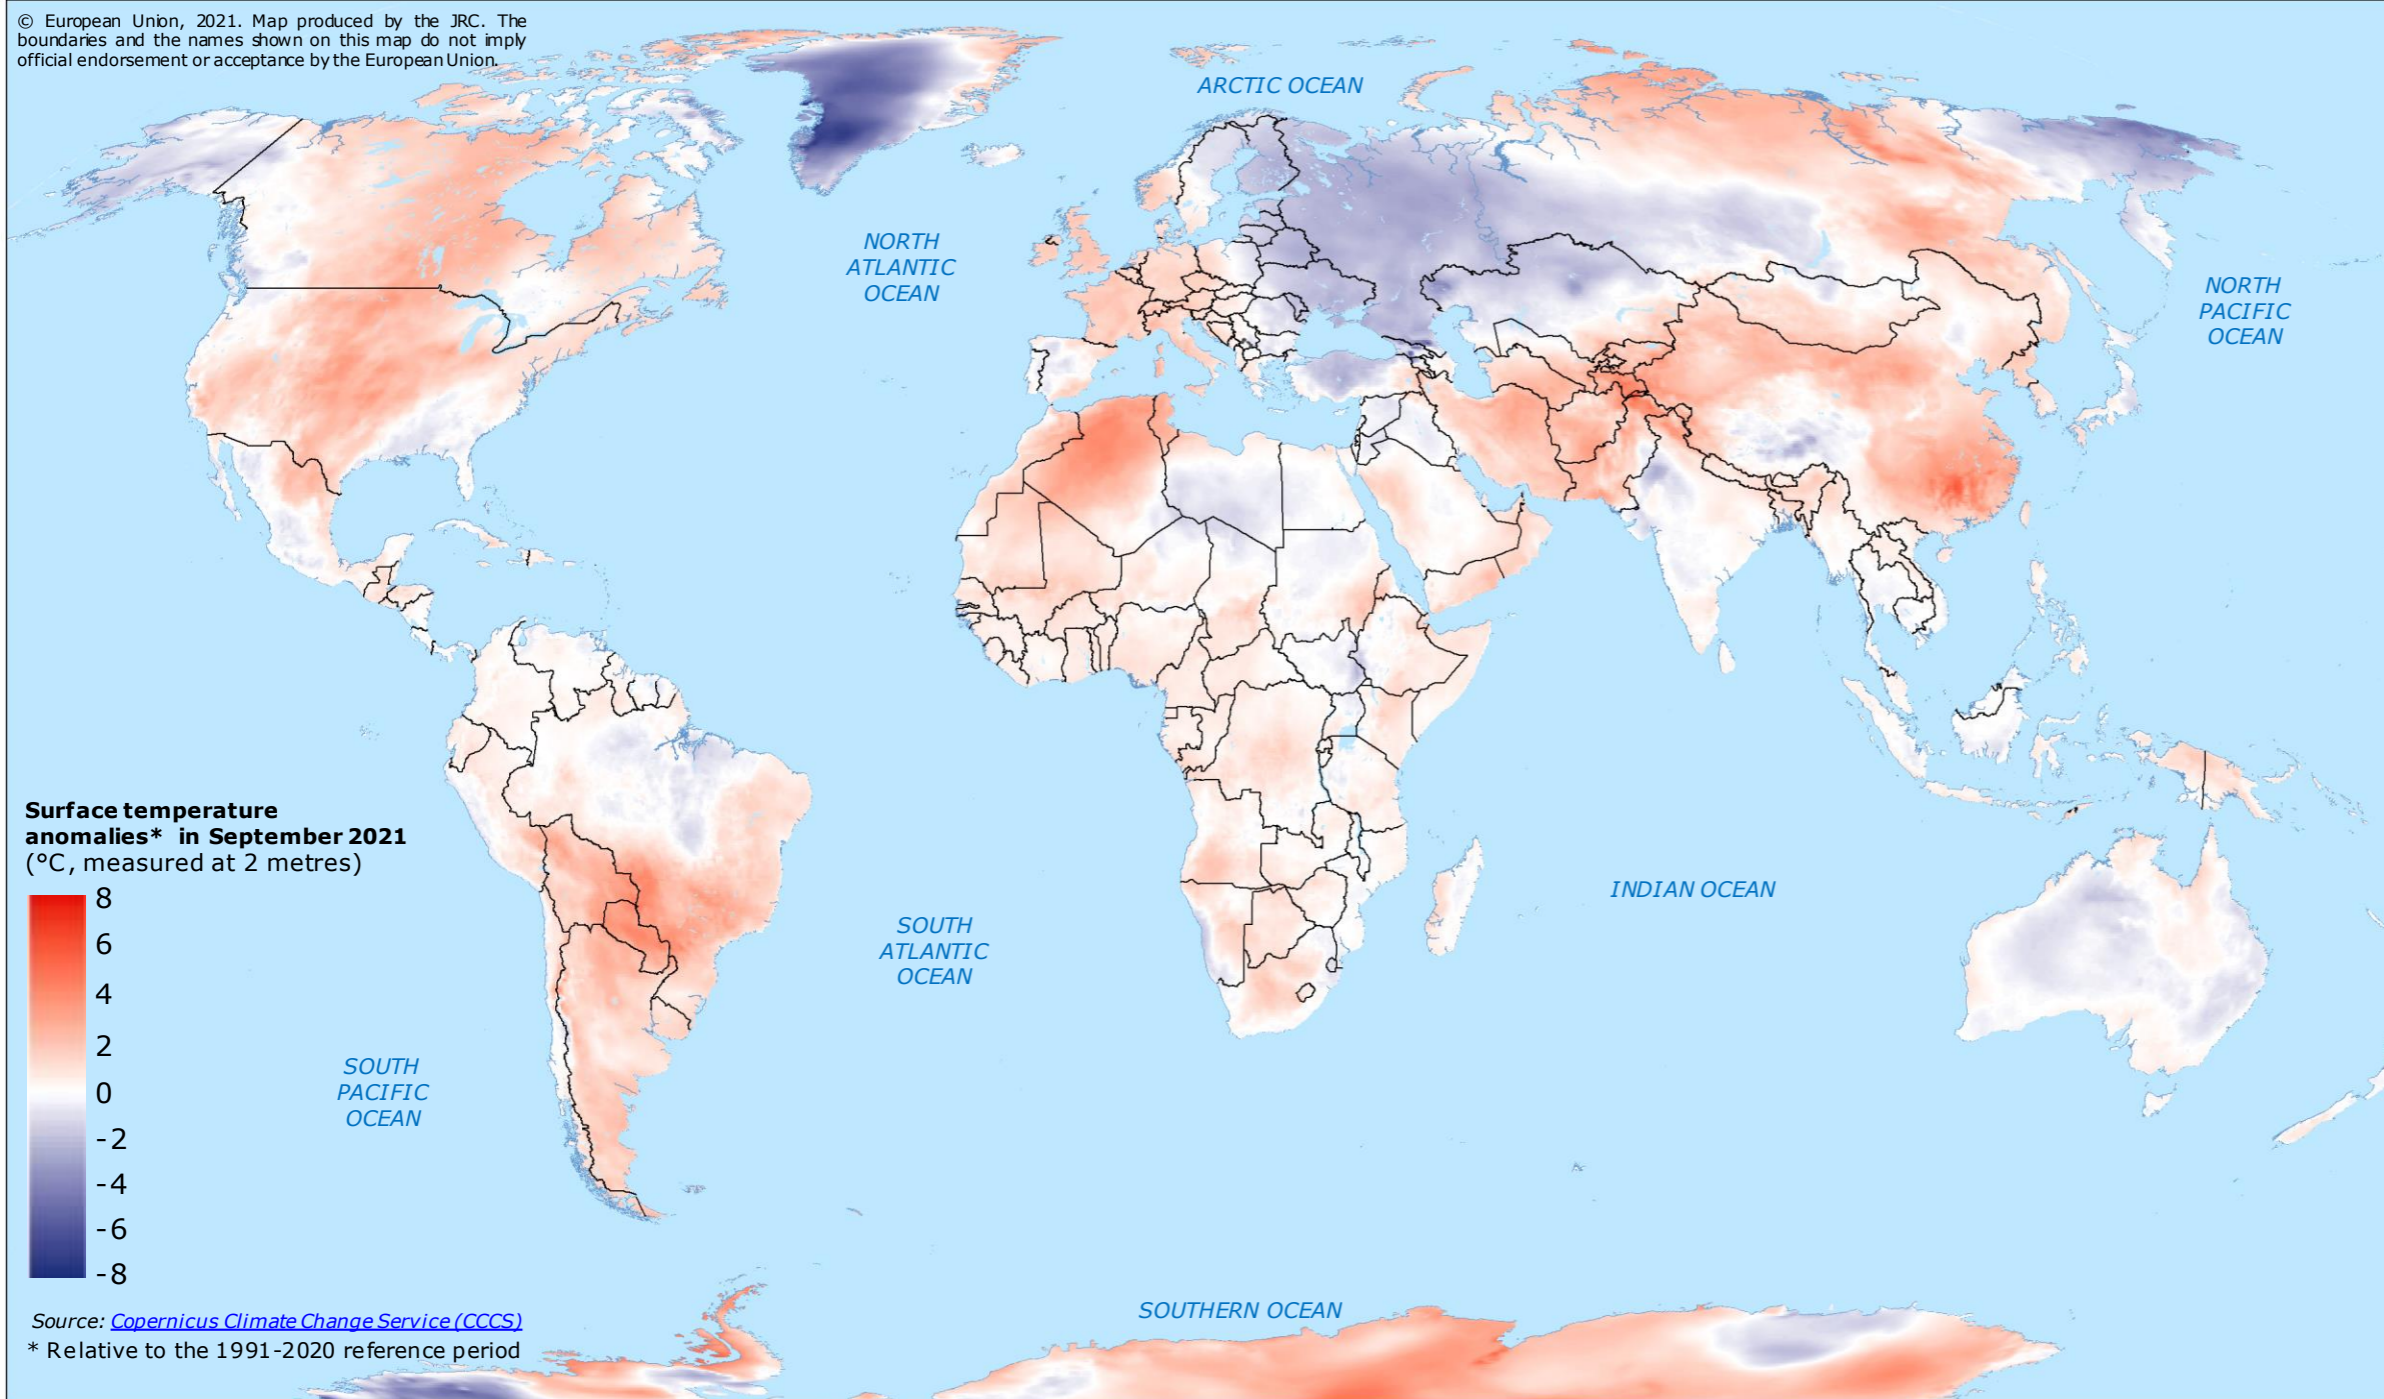 © European Union, 2021. Map produced by the JRC. The
boundaries and the names shown on this map do not imply
official endorsement or acceptance by the European Union.
ARCTIC OCEAN
NORTH
ATLANTIC
OCEAN
NORTH
PACIFIC
OCEAN
Surface temperature
anomalies* in September 2021
(°C, measured at 2 metres)
8
6
4
2
0
-2
-4
-6
-8
INDIAN OCEAN
SOUTH
ATLANTIC
OCEAN
SOUTH
PACIFIC
OCEAN
SOUTHERN OCEAN
Source: Copernicus Climate Change Service (CCCS)
* Relative to the 1991-2020 reference period